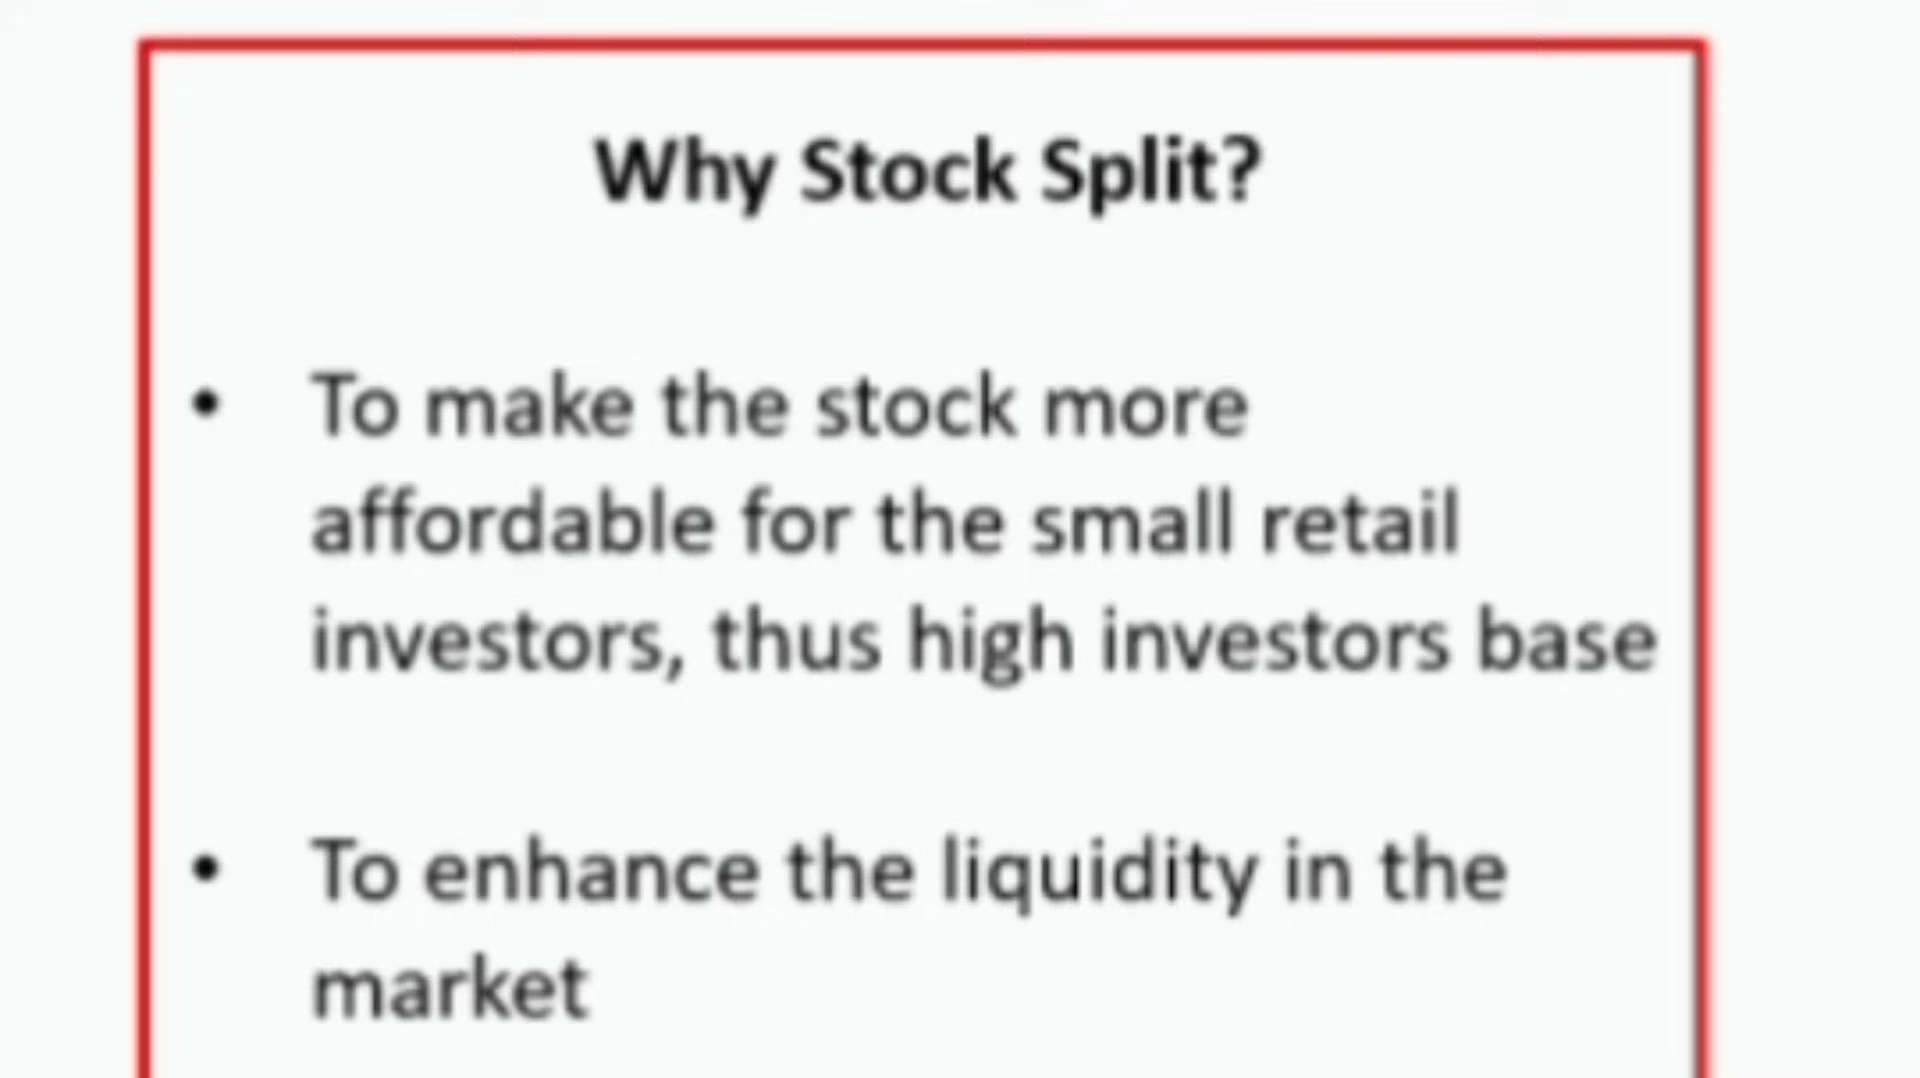 Why Stock Split?
• To make the stock more
affordable for the small retail
investors, thus high investors base
• To enhance the liquidity in the
market